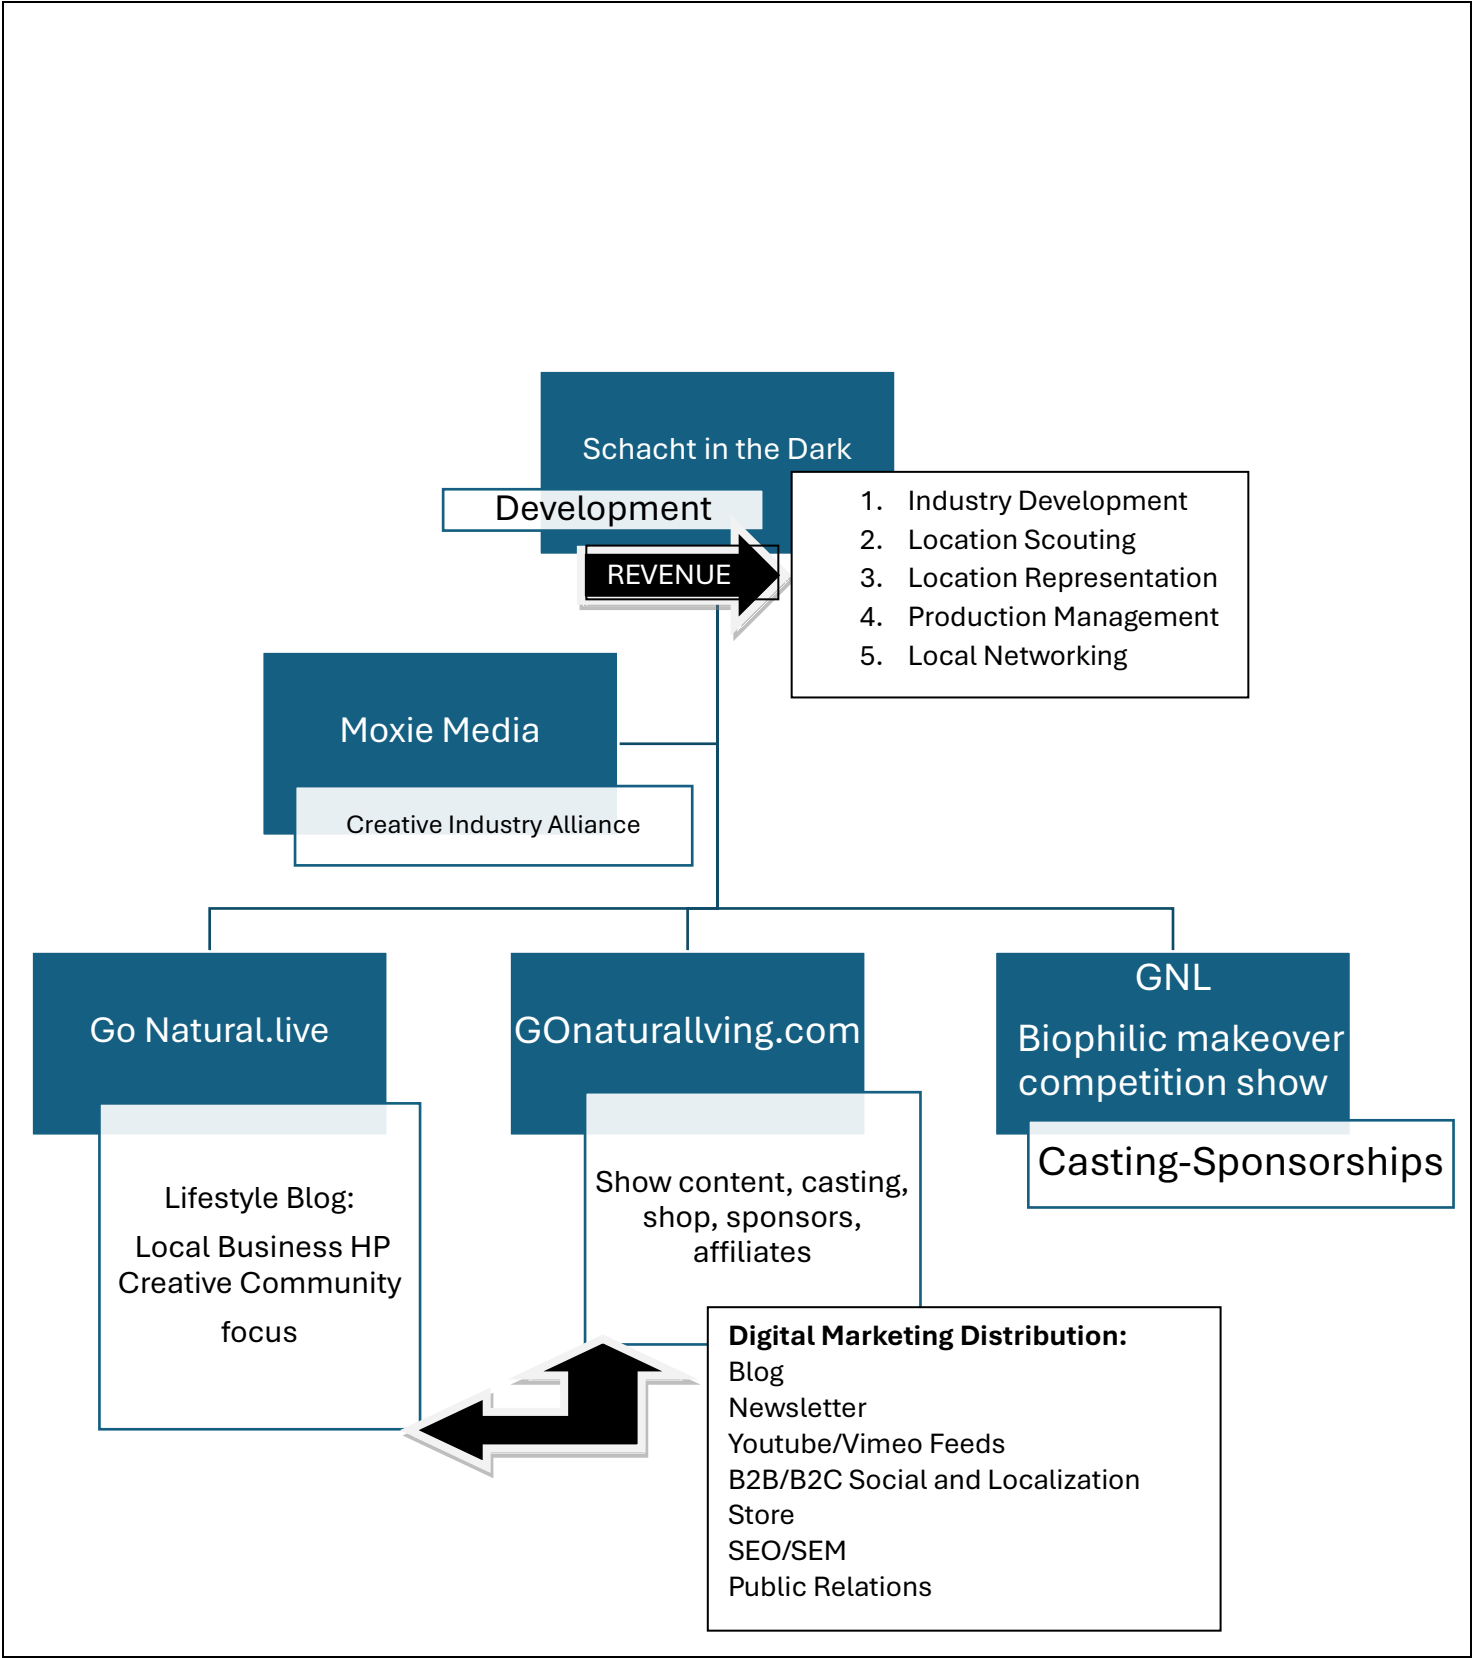 Schacht in the Dark
Development
REVENUE
1. Industry Development
2. Location Scouting
3. Location Representation
4. Production Management
5. Local Networking
Moxie Media
Creative Industry Alliance
Go Natural.live
Lifestyle Blog:
Local Business HP
Creative Community
focus
GOnaturallving.com
Show content, casting,
shop, sponsors,
affiliates
GNL
Biophilic makeover
competition show
Casting-Sponsorships
Digital Marketing Distribution:
Blog
Newsletter
Youtube/Vimeo Feeds
B2B/B2C Social and Localization
Store
SEO/SEM
Public Relations